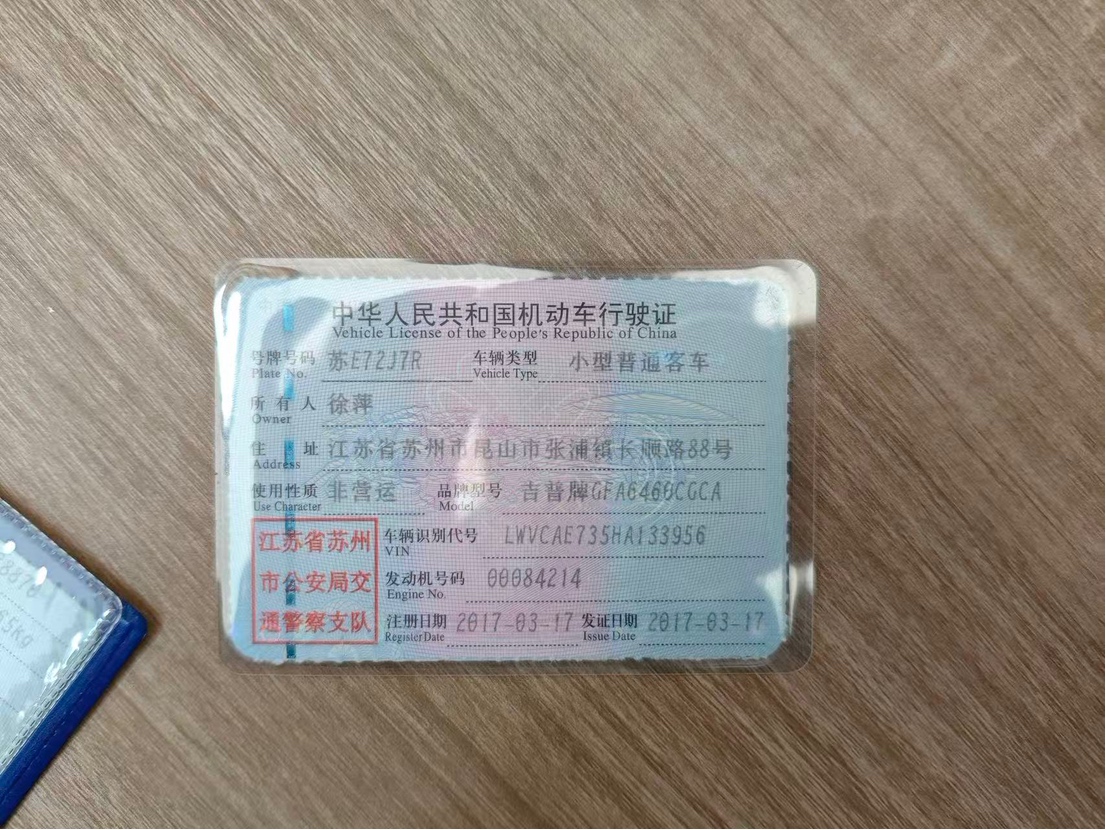 中华人民共和国机动车行驶证
Vehicle License of the People's Republic of China
号牌号码 苏E72J7R 车辆类型 小型普通客车
Plate No. Vehicle Type
所有人 徐萍
Owner
住址 江苏省苏州市昆山市张浦镇长顺路88号
Address
使用性质 非营运 品牌型号 吉普牌GFA6460CGCA
Use Character Model
江苏省苏州
市公安局交
通警察支队
车辆识别代号 LWVCAE735HA133956
VIN
发动机号码 00084214
Engine No.
注册日期 2017-03-17 发证日期 2017-03-17
Register Date Issue Date
5Kg